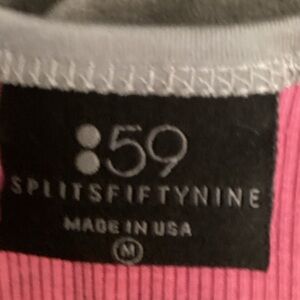 :59
SPLITSFIFTYNINE
MADE IN USA
M